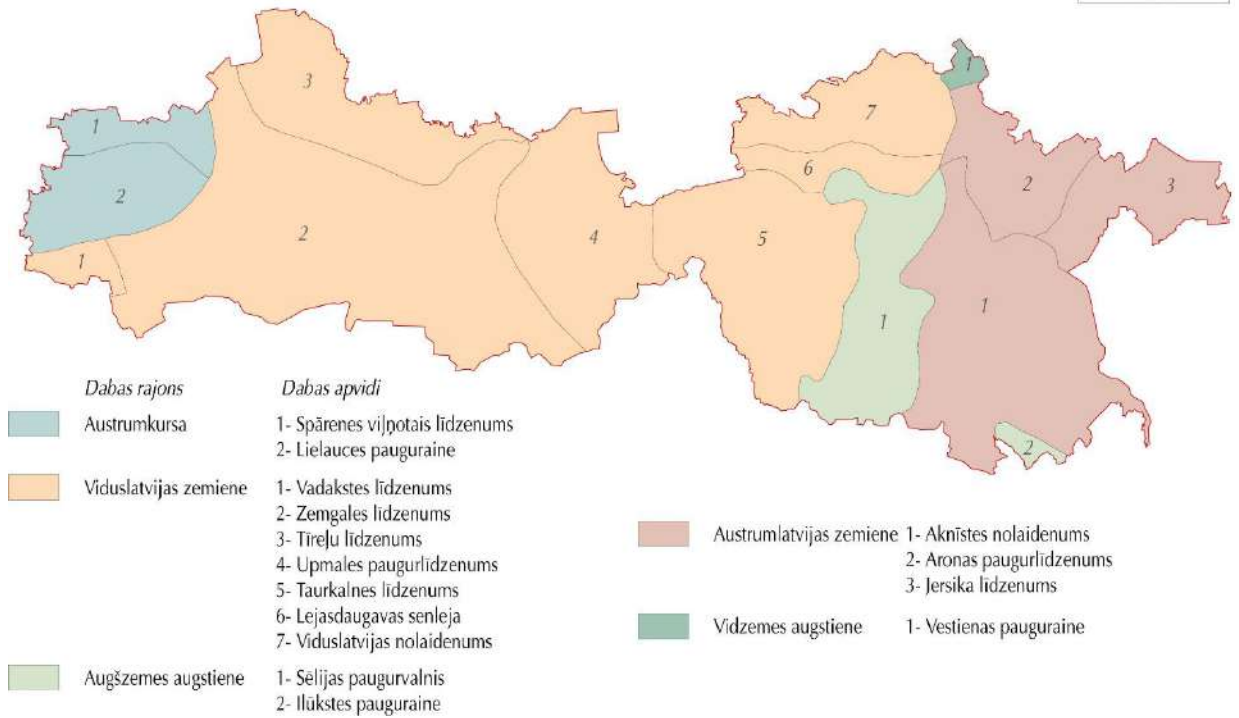 1
3
7
1
2
6
2
3
2
4
5
1
1
1
2
Dabas rajons
Dabas apvidi
Austrumkursa
1- Spārenes viļņotais līdzenums
2- Lielauces pauguraine
Viduslatvijas zemiene
1- Vadakstes līdzenums
2- Zemgales līdzenums
3- Tīreļu līdzenums
4- Upmales paugurlīdzenums
5- Taurkalnes līdzenums
6- Lejasdaugavas senleja
7- Viduslatvijas nolaidenums
Augšzemes augstiene
1- Sēlijas paugurvalnis
2- Ilūkstes pauguraine
Austrumlatvijas zemiene
1- Aknīstes nolaidenums
2- Aronas paugurlīdzenums
3- Jersika līdzenums
Vidzemes augstiene
1- Vestienas pauguraine